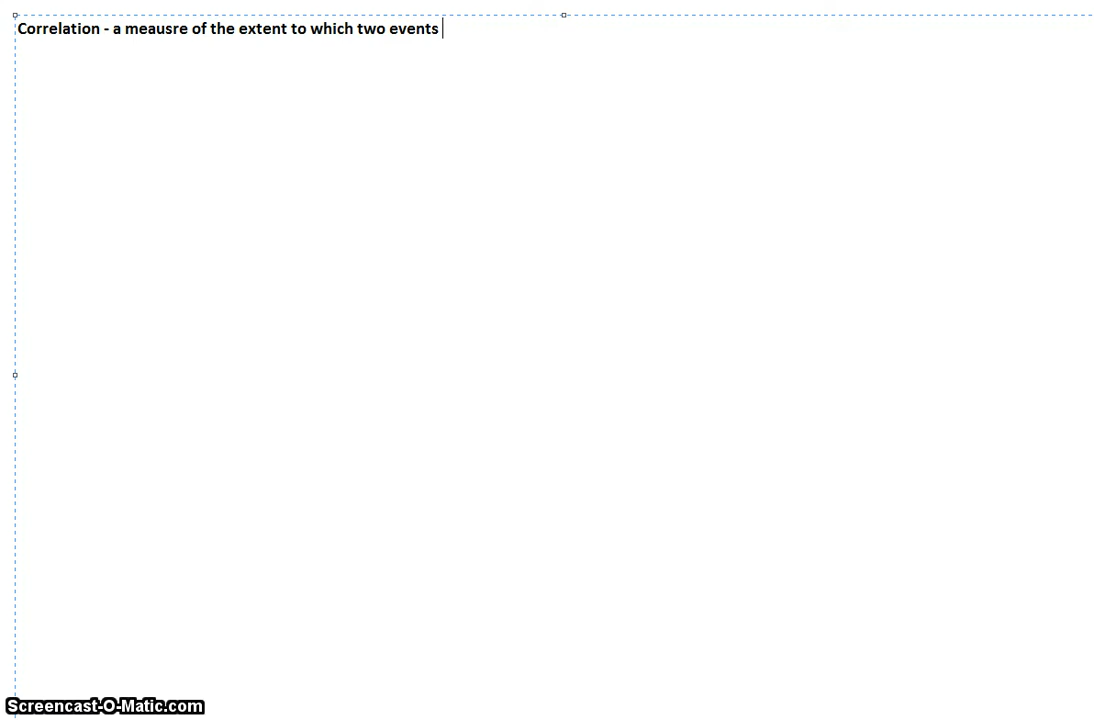 Correlation - a meausre of the extent to which two events
Screencast-O-Matic.com